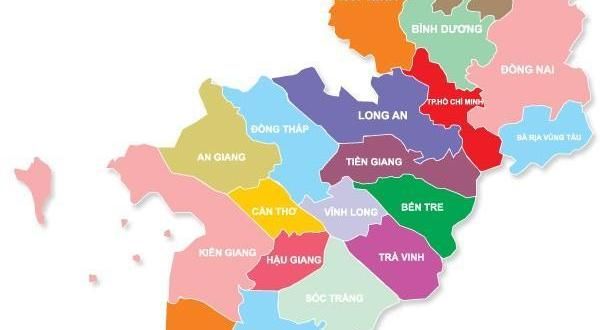 BÌNH DƯƠNG
ĐỒNG NAI
TP.HỒ CHÍ MINH
LONG AN
BÀ RỊA VŨNG TÀU
ĐỒNG THÁP
AN GIANG
TIỀN GIANG
CẦN THƠ
VĨNH LONG
BẾN TRE
KIÊN GIANG
HẬU GIANG
TRÀ VINH
SÓC TRĂNG